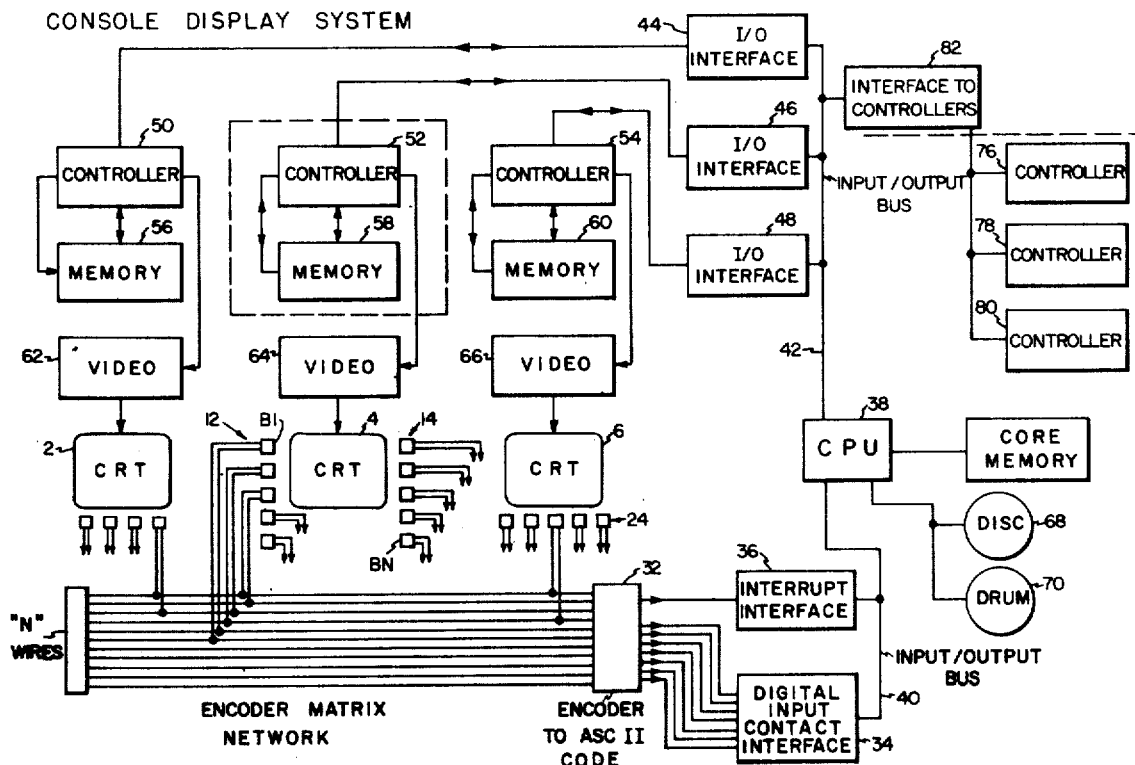 CONSOLE DISPLAY SYSTEM
44
I/O
INTERFACE
82
INTERFACE TO
CONTROLLERS
50
CONTROLLER
52
CONTROLLER
54
CONTROLLER
46
I/O
INTERFACE
INPUT/OUTPUT
BUS
76
CONTROLLER
56
MEMORY
58
MEMORY
60
MEMORY
48
I/O
INTERFACE
78
CONTROLLER
80
CONTROLLER
62
VIDEO
64
VIDEO
66
VIDEO
42
2
CRT
12
B1
4
CRT
14
6
CRT
38
CPU
CORE
MEMORY
24
BN
DISC
68
DRUM
70
32
36
INTERRUPT
INTERFACE
"N"
WIRES
INPUT/OUTPUT
BUS
40
ENCODER MATRIX
NETWORK
ENCODER
TO ASC II
CODE
DIGITAL
INPUT
CONTACT
INTERFACE
34